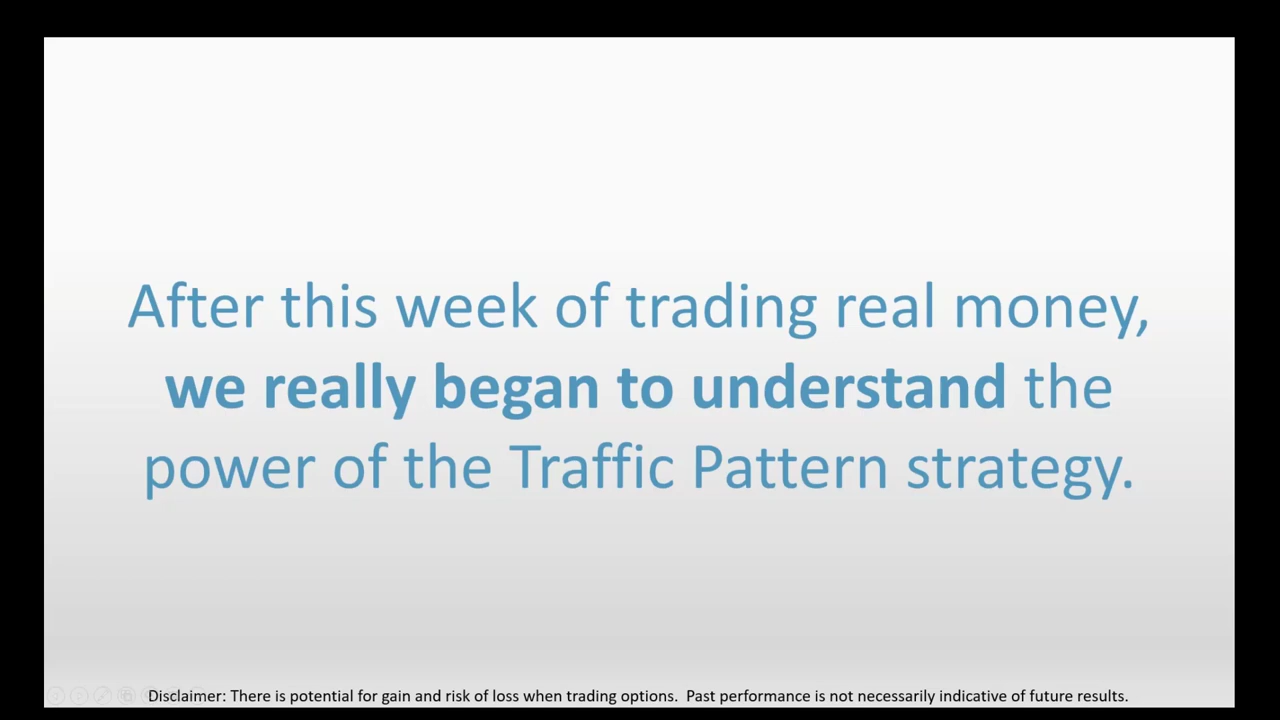 After this week of trading real money,
we really began to understand the
power of the Traffic Pattern strategy.
Disclaimer: There is potential for gain and risk of loss when trading options.  Past performance is not necessarily indicative of future results.